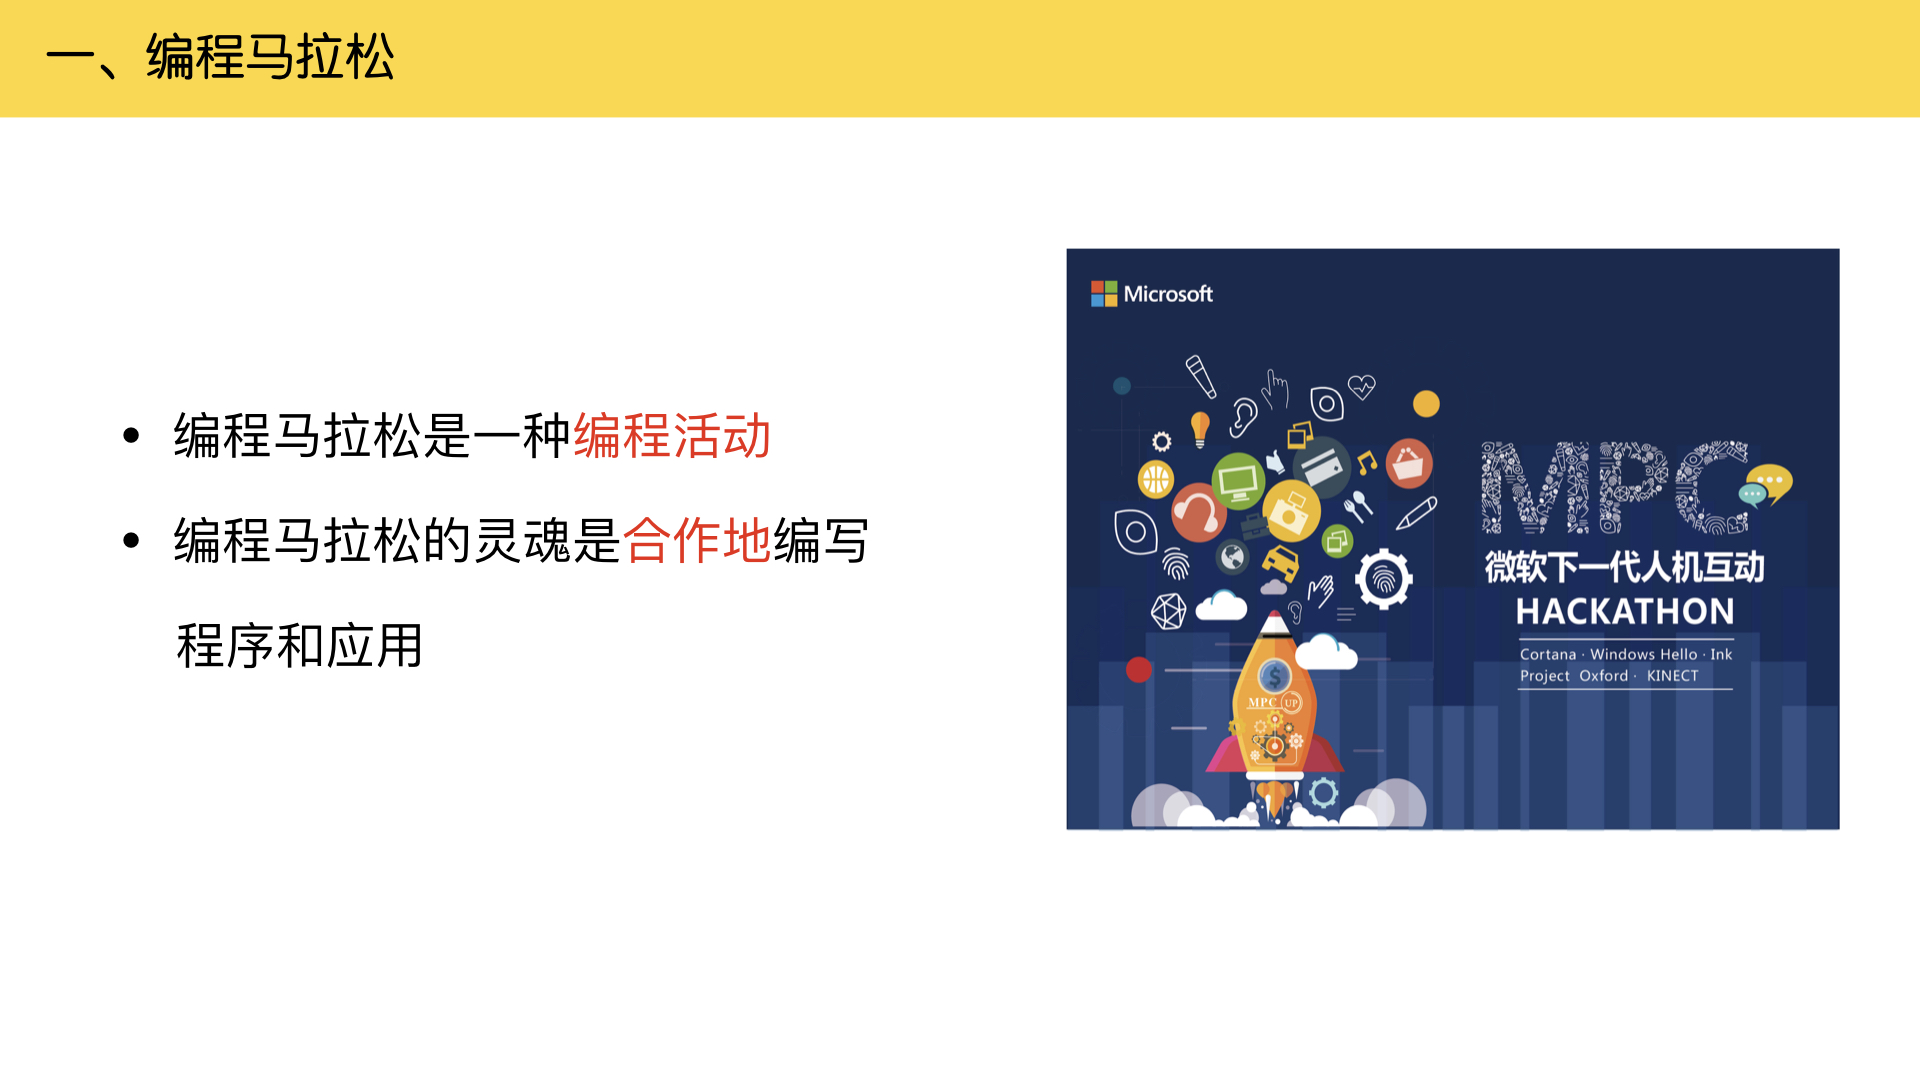 一、编程马拉松
• 编程马拉松是一种编程活动
• 编程马拉松的灵魂是合作地编写
程序和应用
Microsoft
MPC
微软下一代人机互动
HACKATHON
Cortana · Windows Hello · Ink
Project Oxford · KINECT
$
MPC UP